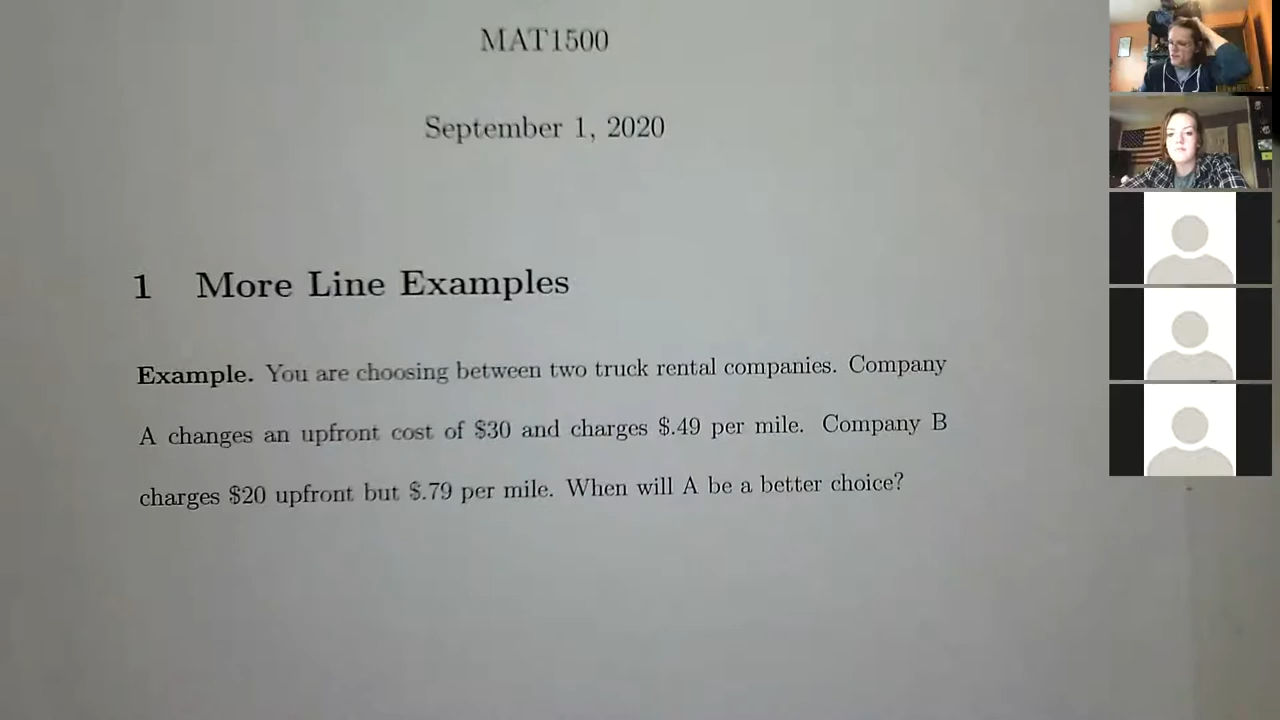 MAT1500
September 1, 2020
1 More Line Examples
Example. You are choosing between two truck rental companies. Company
A changes an upfront cost of $30 and charges $.49 per mile. Company B
charges $20 upfront but $.79 per mile. When will A be a better choice?